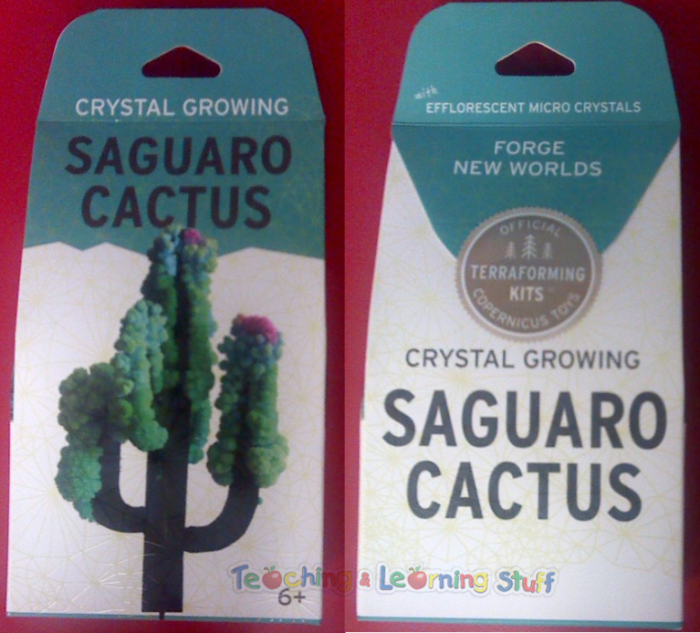 CRYSTAL GROWING
SAGUARO
CACTUS
6+
with
EFFLORESCENT MICRO CRYSTALS
FORGE
NEW WORLDS
OFFICIAL
TERRAFORMING
KITS™
COPERNICUS TOYS
CRYSTAL GROWING
SAGUARO
CACTUS
Teaching & Learning Stuff